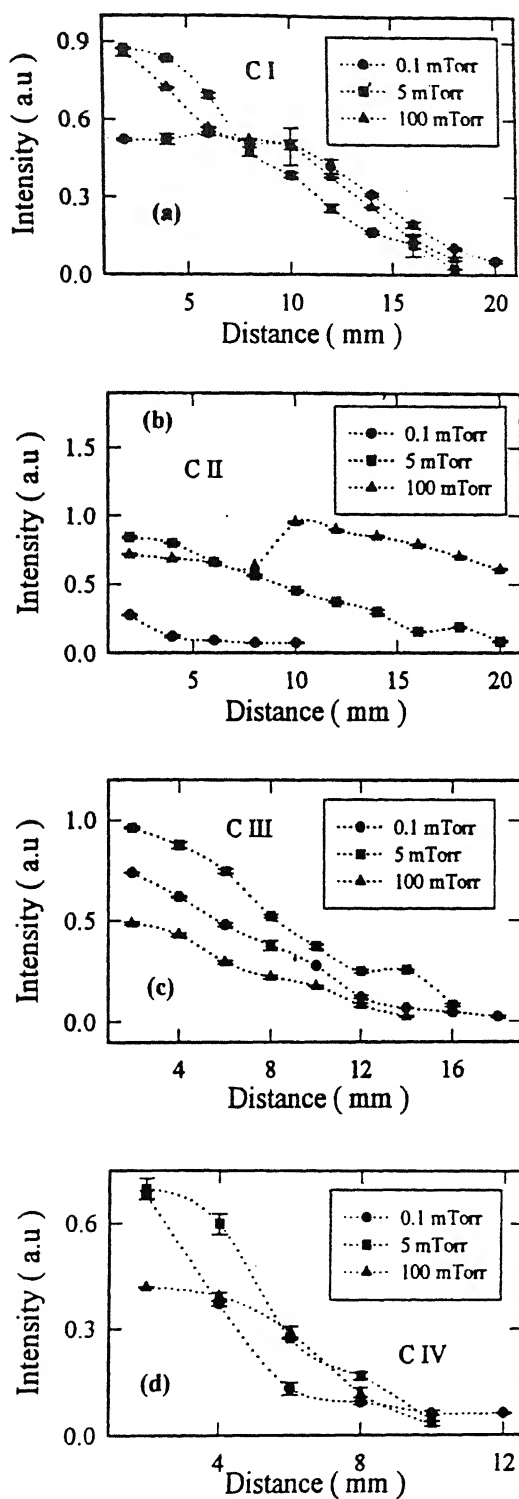 0.9
0.6
0.3
0.0
Intensity ( a.u )
C I
0.1 mTorr
5 mTorr
100 mTorr
(a)
5 10 15 20
Distance ( mm )
(b)
1.5
1.0
0.5
0.0
Intensity ( a.u )
C II
0.1 mTorr
5 mTorr
100 mTorr
5 10 15 20
Distance ( mm )
1.0
0.5
0.0
Intensity ( a.u )
C III
0.1 mTorr
5 mTorr
100 mTorr
(c)
4 8 12 16
Distance ( mm )
0.6
0.3
0.0
Intensity ( a.u )
0.1 mTorr
5 mTorr
100 mTorr
C IV
(d)
4 8 12
Distance ( mm )